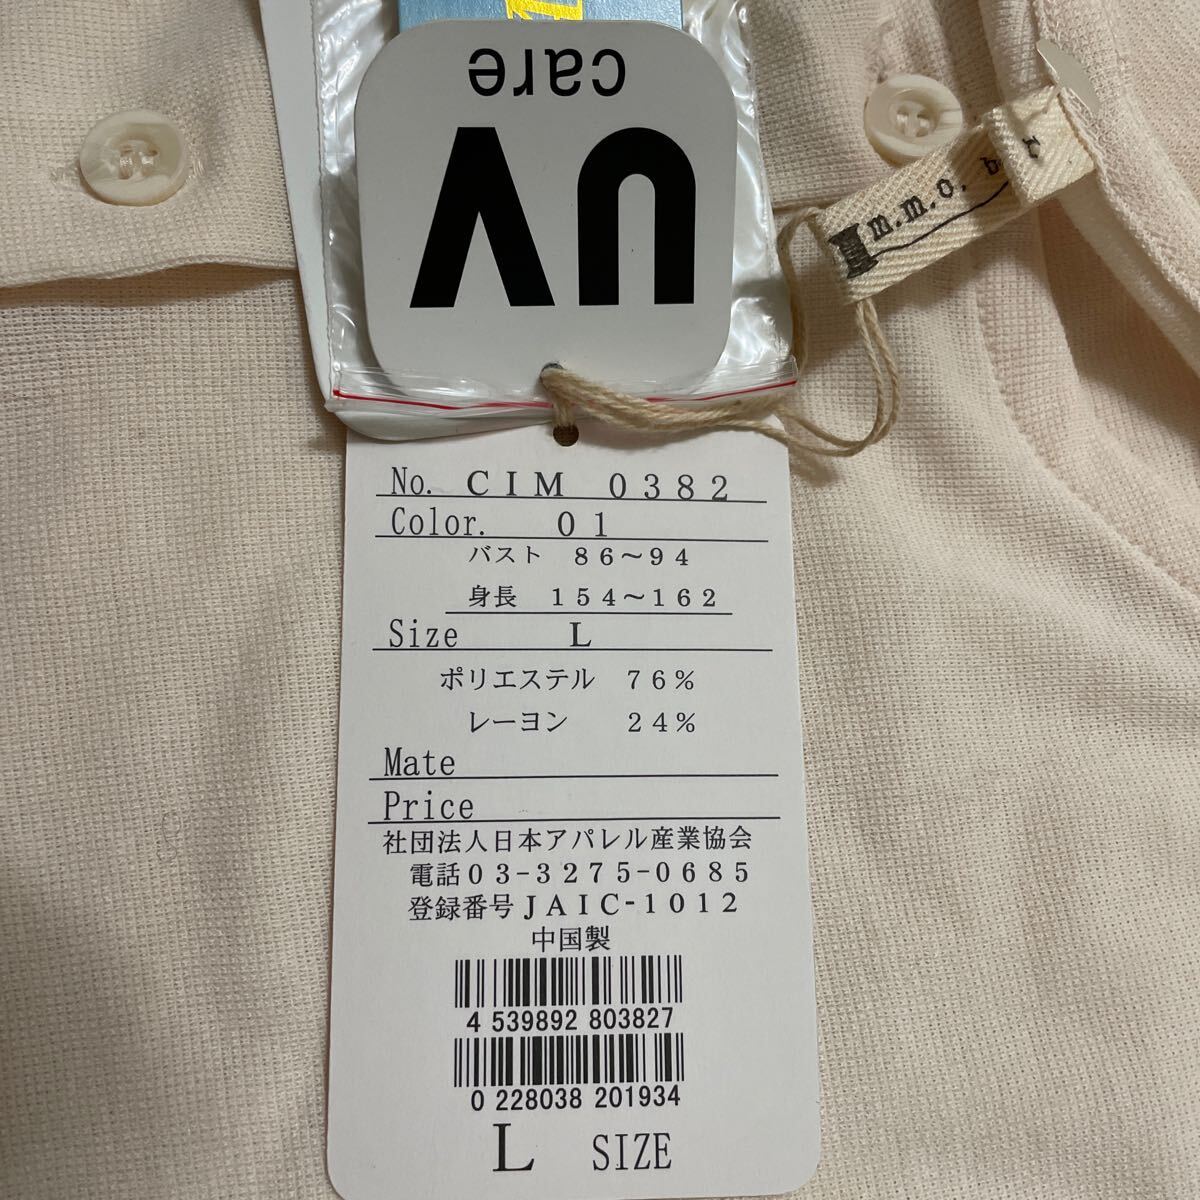 UV
care
m.m.o.
No. CIM 0382
Color. 01
バスト 86～94
身長 154～162
Size L
ポリエステル 76%
レーヨン 24%
Mate
Price
社団法人日本アパレル産業協会
電話03-3275-0685
登録番号JAIC-1012
中国製
4 539892 803827
0 228038 201934
L SIZE